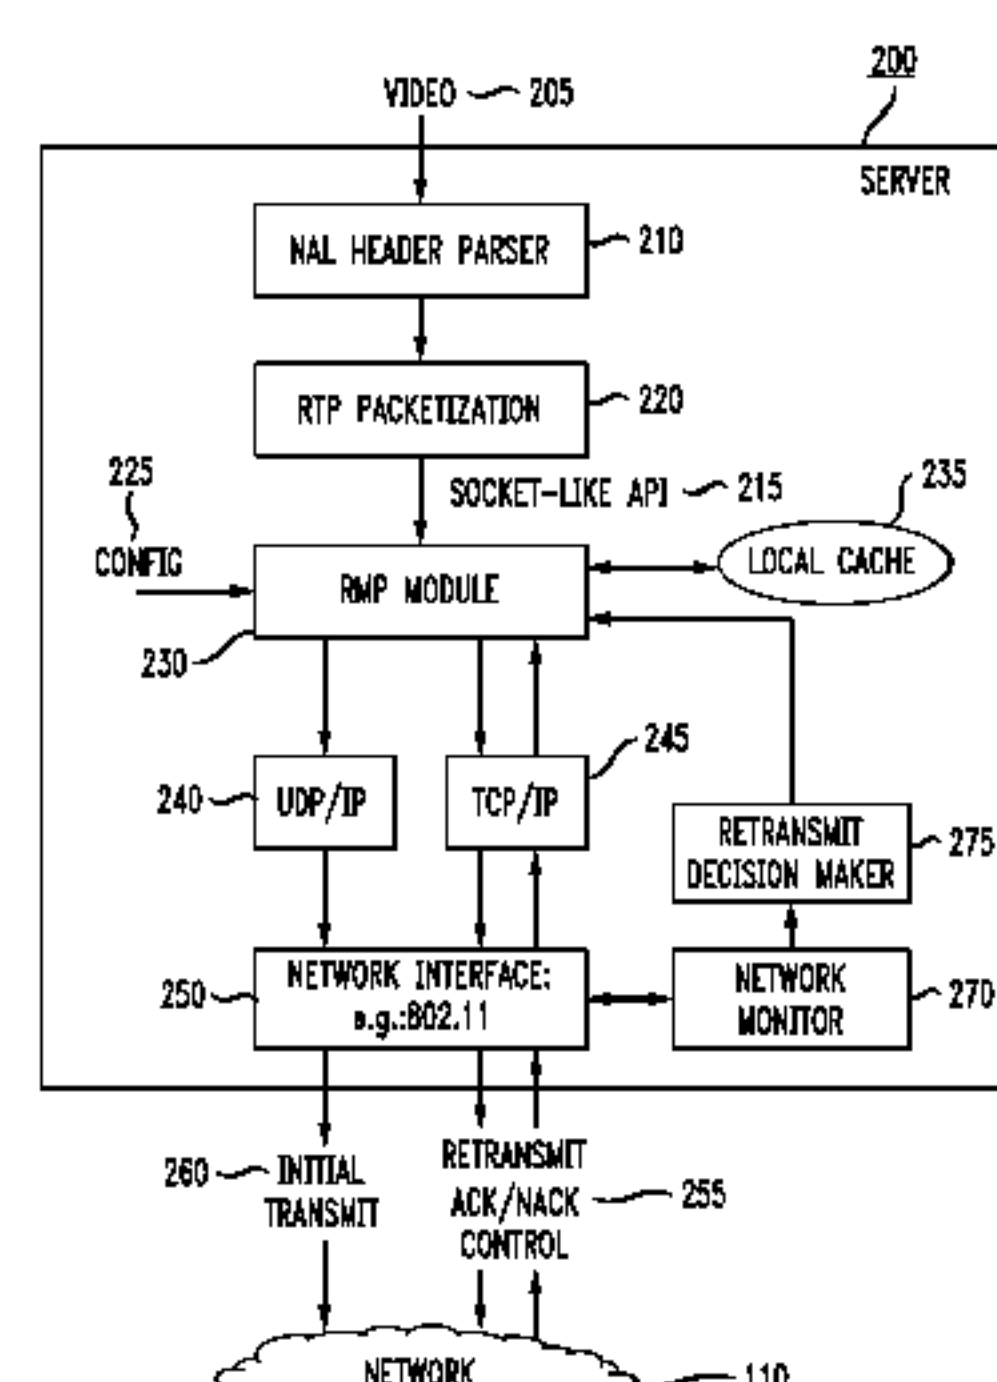 200
VIDEO 205
SERVER
NAL HEADER PARSER 210
RTP PACKETIZATION 220
225
SOCKET-LIKE API 215
235
CONFIG
LOCAL CACHE
RMP MODULE
230
245
240 UDP/IP
TCP/IP
RETRANSMIT
DECISION MAKER
275
250
NETWORK INTERFACE:
e.g.:802.11
NETWORK
MONITOR
270
260 INITIAL
TRANSMIT
RETRANSMIT
ACK/NACK
CONTROL
255
NETWORK
110